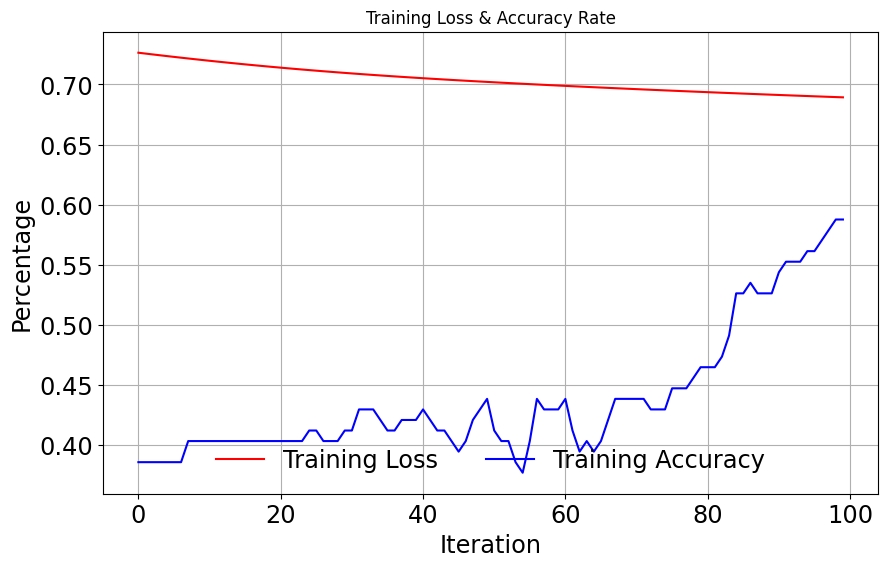 Training Loss & Accuracy Rate
0.70
0.65
0.60
0.55
0.50
0.45
0.40
Percentage
Training Loss Training Accuracy
0 20 40 60 80 100
Iteration